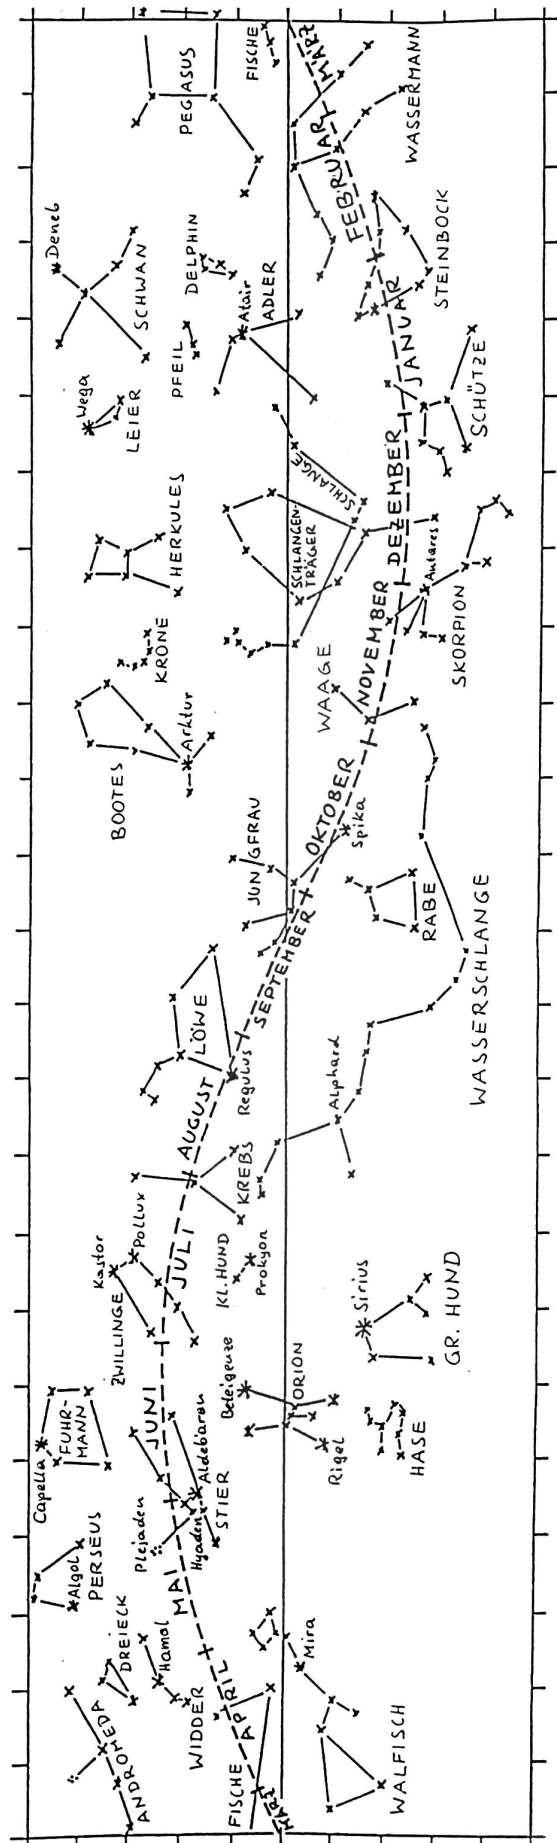 FISCHE
MÄRZ
PEGASUS
WASSERMANN
FEBRUAR
Deneb
SCHWAN
DELPHIN
Atair
ADLER
STEINBOCK
JANUAR
PFEIL
Wega
LEIER
SCHÜTZE
SCHLANGE
DEZEMBER
HERKULES
SCHLANGEN-
TRÄGER
Antares
SKORPION
KRONE
NOVEMBER
WAAGE
Arktur
BOOTES
OKTOBER
Spika
JUNGFRAU
RABE
SEPTEMBER
WASSERSCHLANGE
LÖWE
Regulus
AUGUST
Alphard
KREBS
Pollux
Kastor
ZWILLINGE
JULI
KL. HUND
Prokyon
Sirius
GR. HUND
Beteigeuze
ORION
Rigel
HASE
JUNI
FUHR-
MANN
Capella
Aldebaran
Hyaden
STIER
Plejaden
PERSEUS
Algol
MAI
DREIECK
Hamal
WIDDER
Mira
APRIL
ANDROMEDA
FISCHE
MÄRZ
WALFISCH